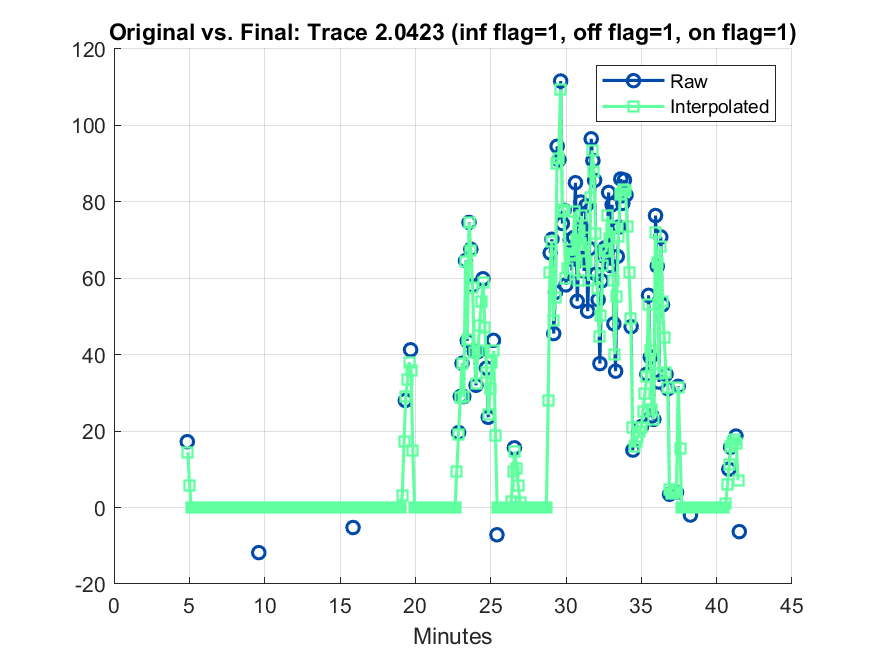 Original vs. Final: Trace 2.0423 (inf flag=1, off flag=1, on flag=1)
120
100
80
60
40
20
0
-20
0 5 10 15 20 25 30 35 40 45
Minutes
Raw
Interpolated